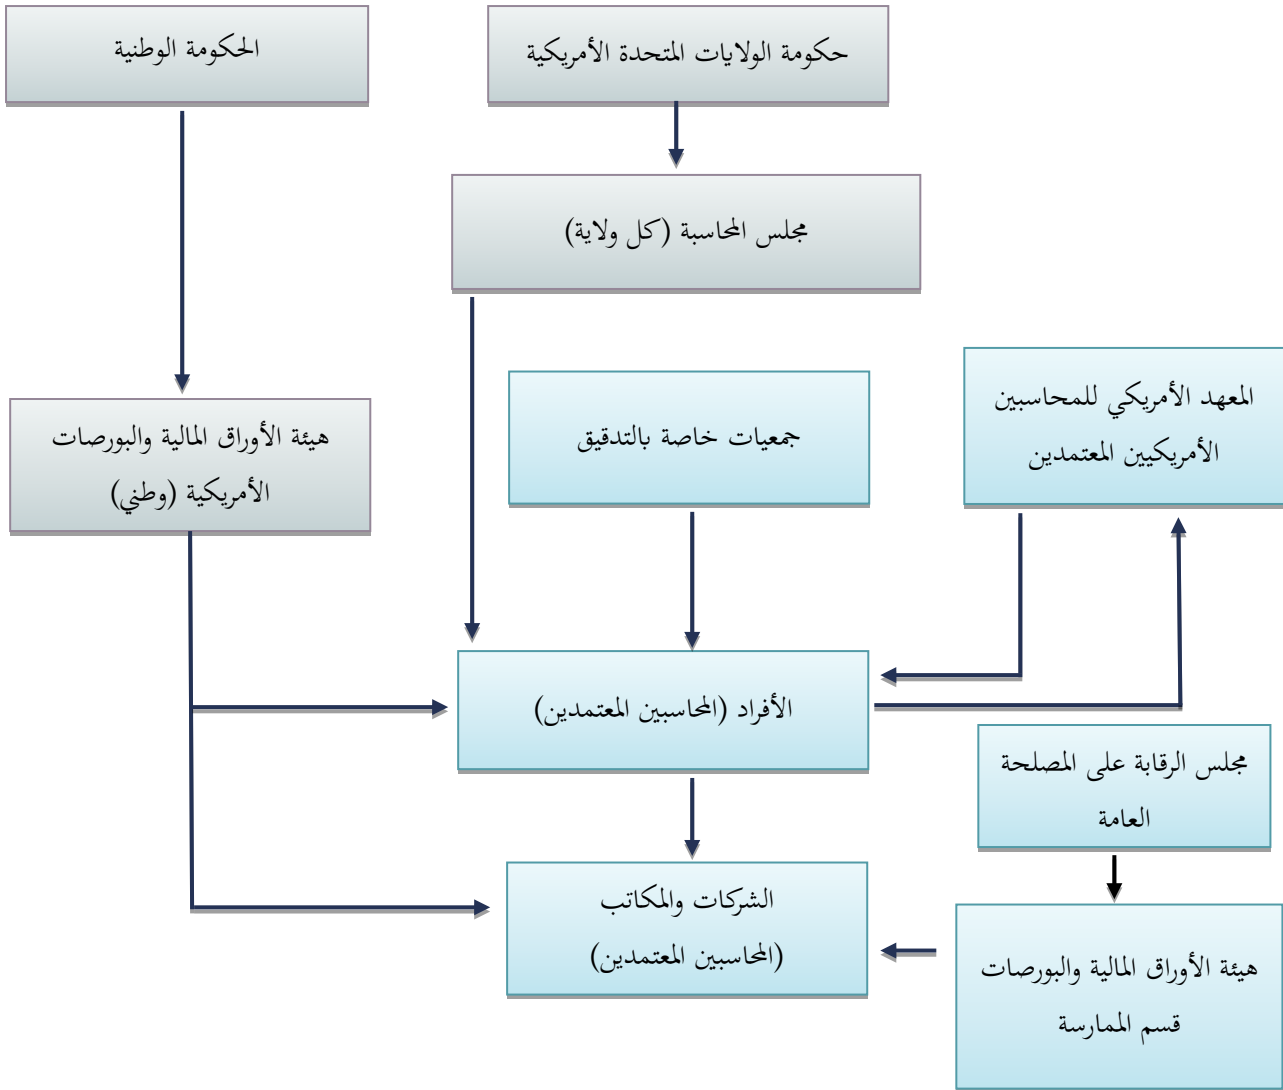 حكومة الولايات المتحدة الأمريكية
الحكومة الوطنية
مجلس المحاسبة (كل ولاية)
المعهد الأمريكي للمحاسبين
الأمريكيين المعتمدين
جمعيات خاصة بالتدقيق
هيئة الأوراق المالية والبورصات
الأمريكية (وطني)
الأفراد (المحاسبين المعتمدين)
مجلس الرقابة على المصلحة
العامة
الشركات والمكاتب
(المحاسبين المعتمدين)
هيئة الأوراق المالية والبورصات
قسم الممارسة